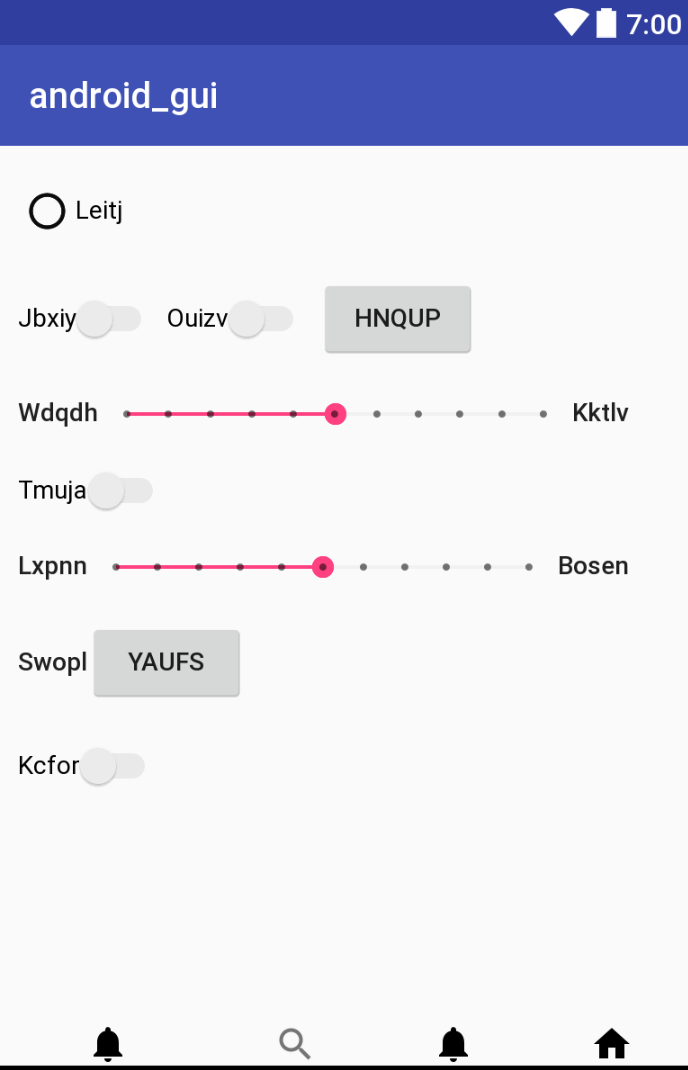 7:00
android_gui
Leitj
Jbxiy Ouizv HNQUP
Wdqdh Kktlv
Tmuja
Lxpnn Bosen
Swopl YAUFS
Kcfor